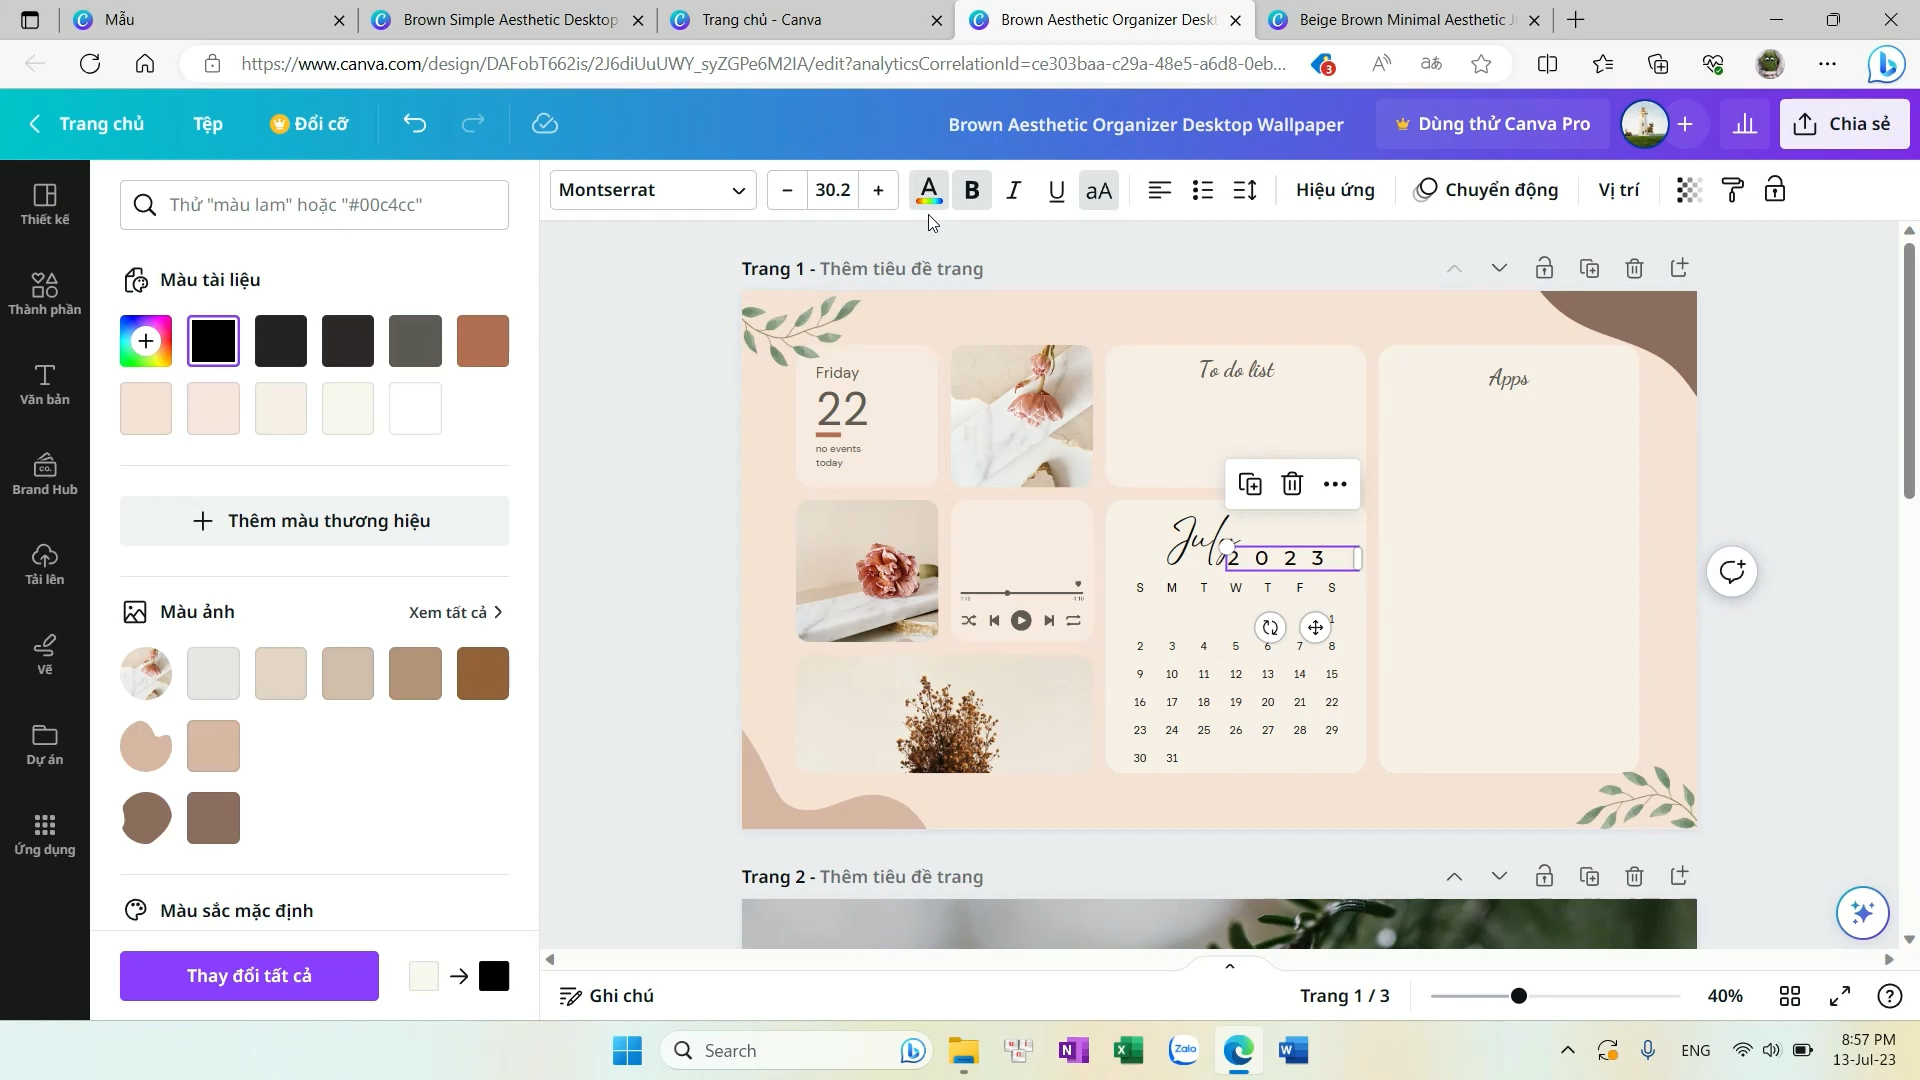 Mẫu
Brown Simple Aesthetic Desktop
Trang chủ - Canva
Brown Aesthetic Organizer Deskt
Beige Brown Minimal Aesthetic J
https://www.canva.com/design/DAFobT662is/2J6diUuUWY_syZGPe6M2IA/edit?analyticsCorrelationId=ce303baa-c29a-48e5-a6d8-0eb...
3
Trang chủ
Tệp
Đổi cỡ
Brown Aesthetic Organizer Desktop Wallpaper
Dùng thử Canva Pro
Chia sẻ
Thử "màu lam" hoặc "#00c4cc"
Montserrat
- 30.2 +
A B I U aA
Hiệu ứng
Chuyển động
Vị trí
Thiết kế
Thành phần
Văn bản
Brand Hub
Tải lên
Vẽ
Dự án
Ứng dụng
Màu tài liệu
Thêm màu thương hiệu
Màu ảnh
Xem tất cả
Màu sắc mặc định
Thay đổi tất cả
Trang 1 - Thêm tiêu đề trang
Friday
22
no events
today
To do list
Apps
July
2 0 2 3
S M T W T F S
1
2 3 4 5 6 7 8
9 10 11 12 13 14 15
16 17 18 19 20 21 22
23 24 25 26 27 28 29
30 31
Trang 2 - Thêm tiêu đề trang
Ghi chú
Trang 1 / 3
40%
Search
Zalo
ENG
8:57 PM
13-Jul-23